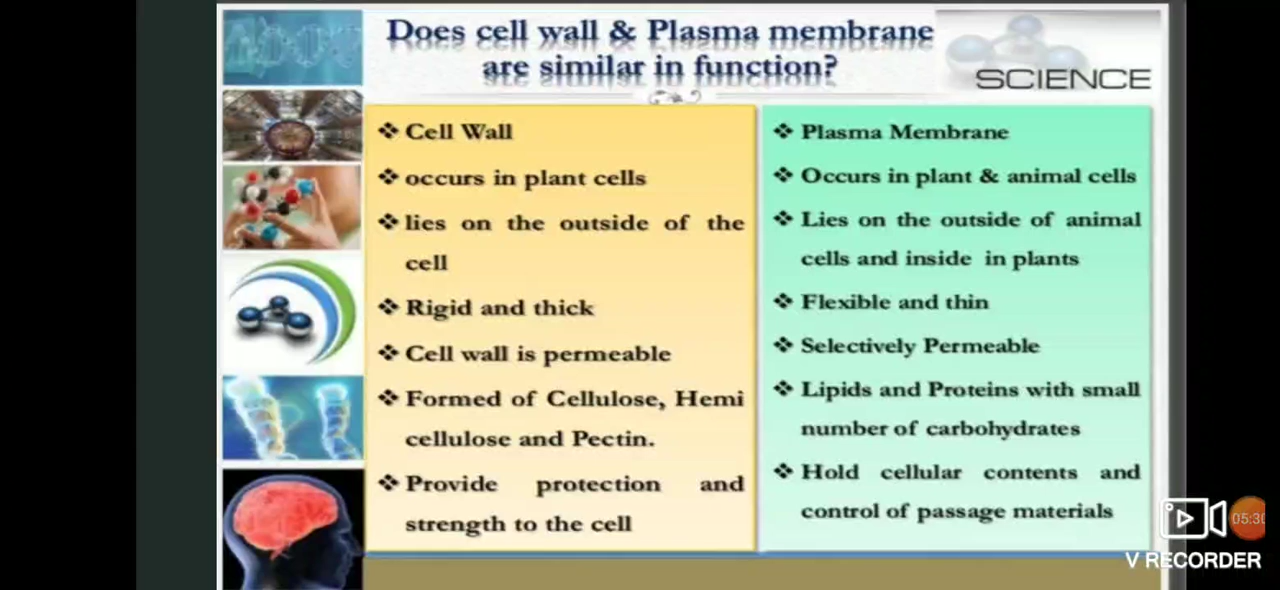 Does cell wall & Plasma membrane
are similar in function?
SCIENCE
❖ Cell Wall
❖ occurs in plant cells
❖ lies on the outside of the
cell
❖ Rigid and thick
❖ Cell wall is permeable
❖ Formed of Cellulose, Hemi
cellulose and Pectin.
❖ Provide protection and
strength to the cell
❖ Plasma Membrane
❖ Occurs in plant & animal cells
❖ Lies on the outside of animal
cells and inside in plants
❖ Flexible and thin
❖ Selectively Permeable
❖ Lipids and Proteins with small
number of carbohydrates
❖ Hold cellular contents and
control of passage materials
05:30
V RECORDER